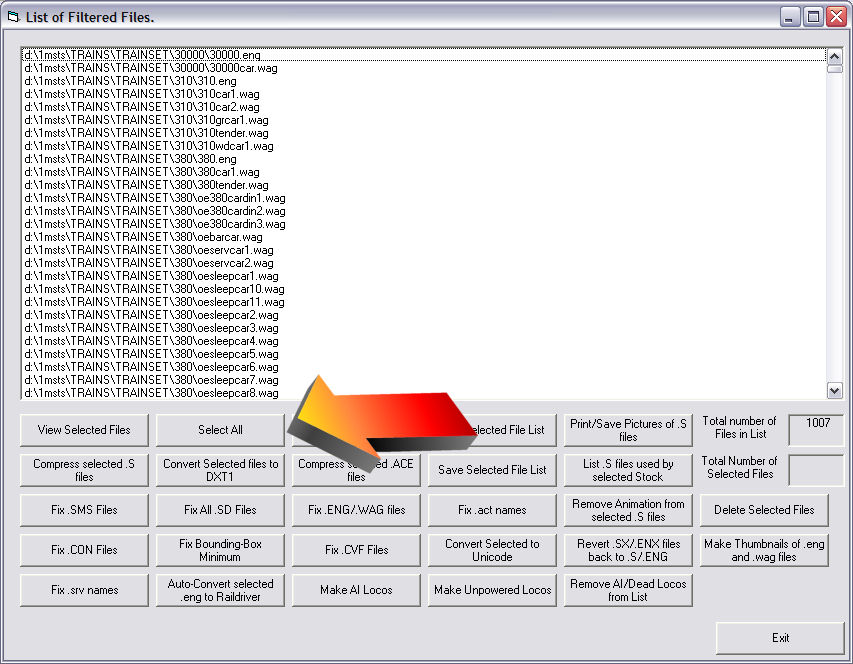 List of Filtered Files.
d:\1msts\TRAINS\TRAINSET\30000\30000.eng
d:\1msts\TRAINS\TRAINSET\30000\30000car.wag
d:\1msts\TRAINS\TRAINSET\310\310.eng
d:\1msts\TRAINS\TRAINSET\310\310car1.wag
d:\1msts\TRAINS\TRAINSET\310\310car2.wag
d:\1msts\TRAINS\TRAINSET\310\310grcar1.wag
d:\1msts\TRAINS\TRAINSET\310\310tender.wag
d:\1msts\TRAINS\TRAINSET\310\310wdcar1.wag
d:\1msts\TRAINS\TRAINSET\380\380.eng
d:\1msts\TRAINS\TRAINSET\380\380car1.wag
d:\1msts\TRAINS\TRAINSET\380\380tender.wag
d:\1msts\TRAINS\TRAINSET\380\oe380cardin1.wag
d:\1msts\TRAINS\TRAINSET\380\oe380cardin2.wag
d:\1msts\TRAINS\TRAINSET\380\oe380cardin3.wag
d:\1msts\TRAINS\TRAINSET\380\oebarcar.wag
d:\1msts\TRAINS\TRAINSET\380\oeservcar1.wag
d:\1msts\TRAINS\TRAINSET\380\oeservcar2.wag
d:\1msts\TRAINS\TRAINSET\380\oesleepcar1.wag
d:\1msts\TRAINS\TRAINSET\380\oesleepcar10.wag
d:\1msts\TRAINS\TRAINSET\380\oesleepcar11.wag
d:\1msts\TRAINS\TRAINSET\380\oesleepcar2.wag
d:\1msts\TRAINS\TRAINSET\380\oesleepcar3.wag
d:\1msts\TRAINS\TRAINSET\380\oesleepcar4.wag
d:\1msts\TRAINS\TRAINSET\380\oesleepcar5.wag
d:\1msts\TRAINS\TRAINSET\380\oesleepcar6.wag
d:\1msts\TRAINS\TRAINSET\380\oesleepcar7.wag
d:\1msts\TRAINS\TRAINSET\380\oesleepcar8.wag
View Selected Files
Select All
File List
Print/Save Pictures of .S
files
Total number of
Files in List
1007
Compress selected .S
files
Convert Selected files to
DXT1
Compress .ACE
files
Save Selected File List
List .S files used by
selected Stock
Total Number of
Selected Files
Fix .SMS Files
Fix All .SD Files
Fix .ENG/.WAG files
Fix .act names
Remove Animation from
selected .S files
Delete Selected Files
Fix .CON Files
Fix Bounding-Box
Minimum
Fix .CVF Files
Convert Selected to
Unicode
Revert .SX/.ENX files
back to .S/.ENG
Make Thumbnails of .eng
and .wag files
Fix .srv names
Auto-Convert selected
.eng to Raildriver
Make AI Locos
Make Unpowered Locos
Remove AI/Dead Locos
from List
Exit